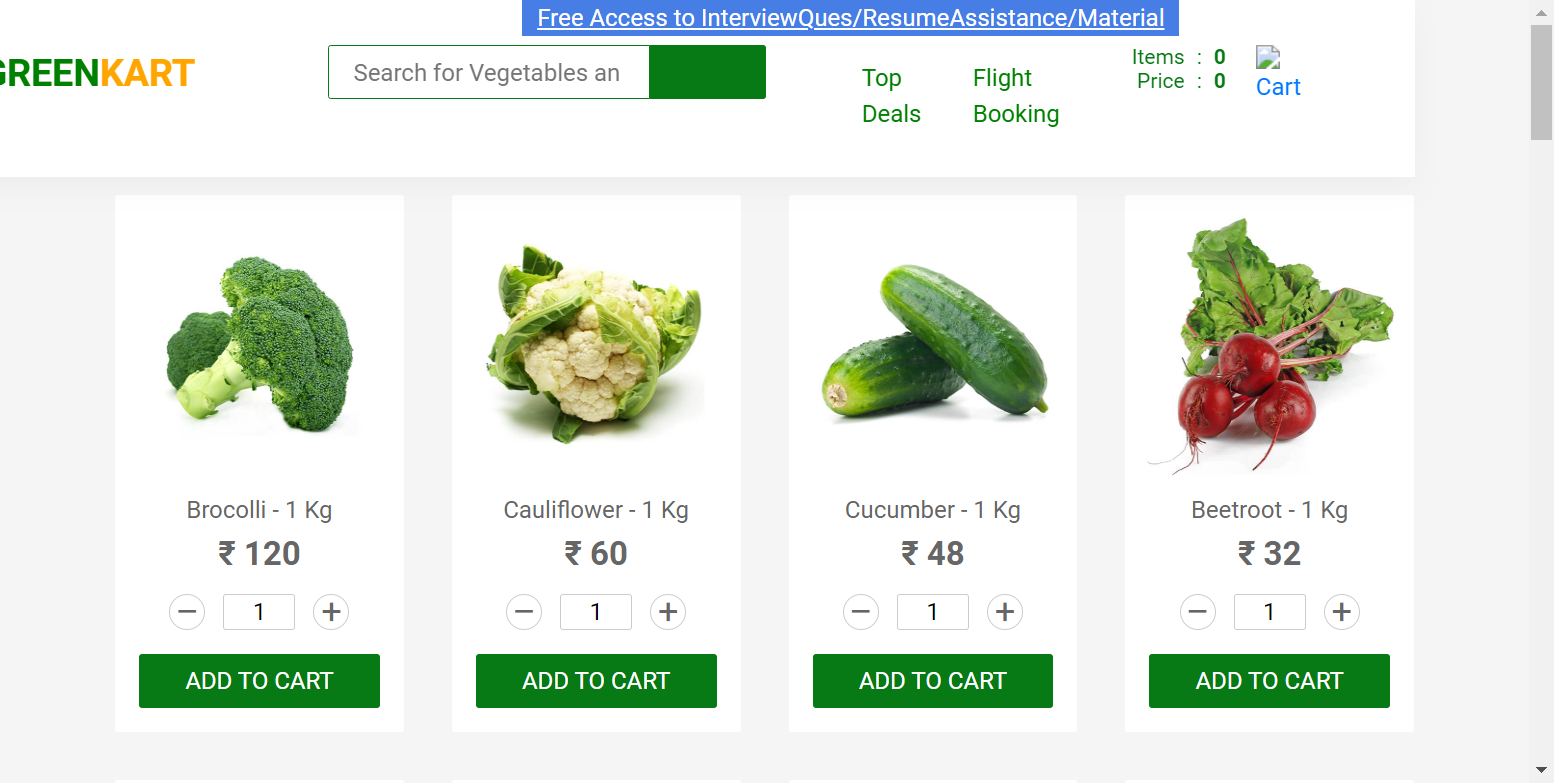 Free Access to InterviewQues/ResumeAssistance/Material
GREENKART
Search for Vegetables an
Top
Deals
Flight
Booking
Items : 0
Price : 0
Cart
Brocolli - 1 Kg
₹ 120
− 1 +
ADD TO CART
Cauliflower - 1 Kg
₹ 60
− 1 +
ADD TO CART
Cucumber - 1 Kg
₹ 48
− 1 +
ADD TO CART
Beetroot - 1 Kg
₹ 32
− 1 +
ADD TO CART